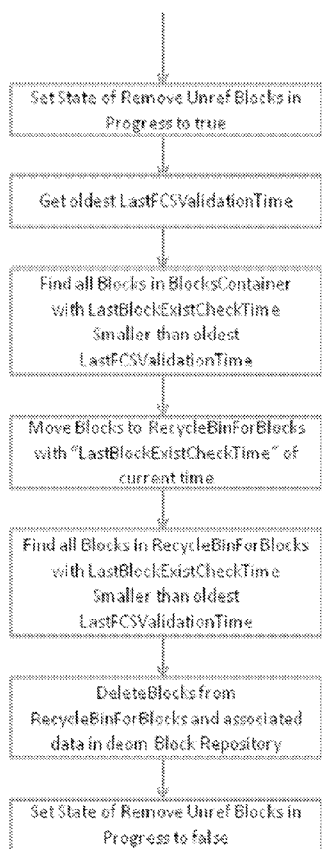 Set State of Remove Unref Blocks in
Progress to true
Get oldest LastFCSValidationTime
Find all Blocks in BlocksContainer
with LastBlockExistCheckTime
Smaller than oldest
LastFCSValidationTime
Move Blocks to RecycleBinForBlocks
with "LastBlockExistCheckTime" of
current time
Find all Blocks in RecycleBinForBlocks
with LastBlockExistCheckTime
Smaller than oldest
LastFCSValidationTime
DeleteBlocks from
RecycleBinForBlocks and associated
data in deom Block Repository
Set State of Remove Unref Blocks in
Progress to false